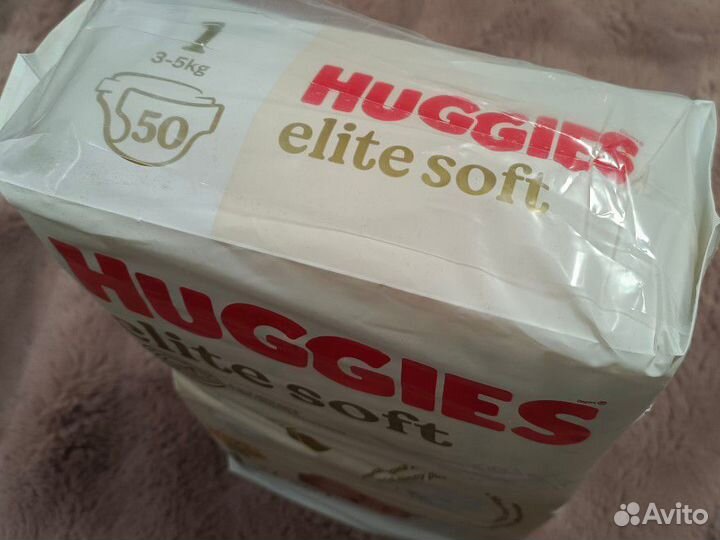 1
3-5kg
50
HUGGIES
elite soft
HUGGIES
elite soft
Avito